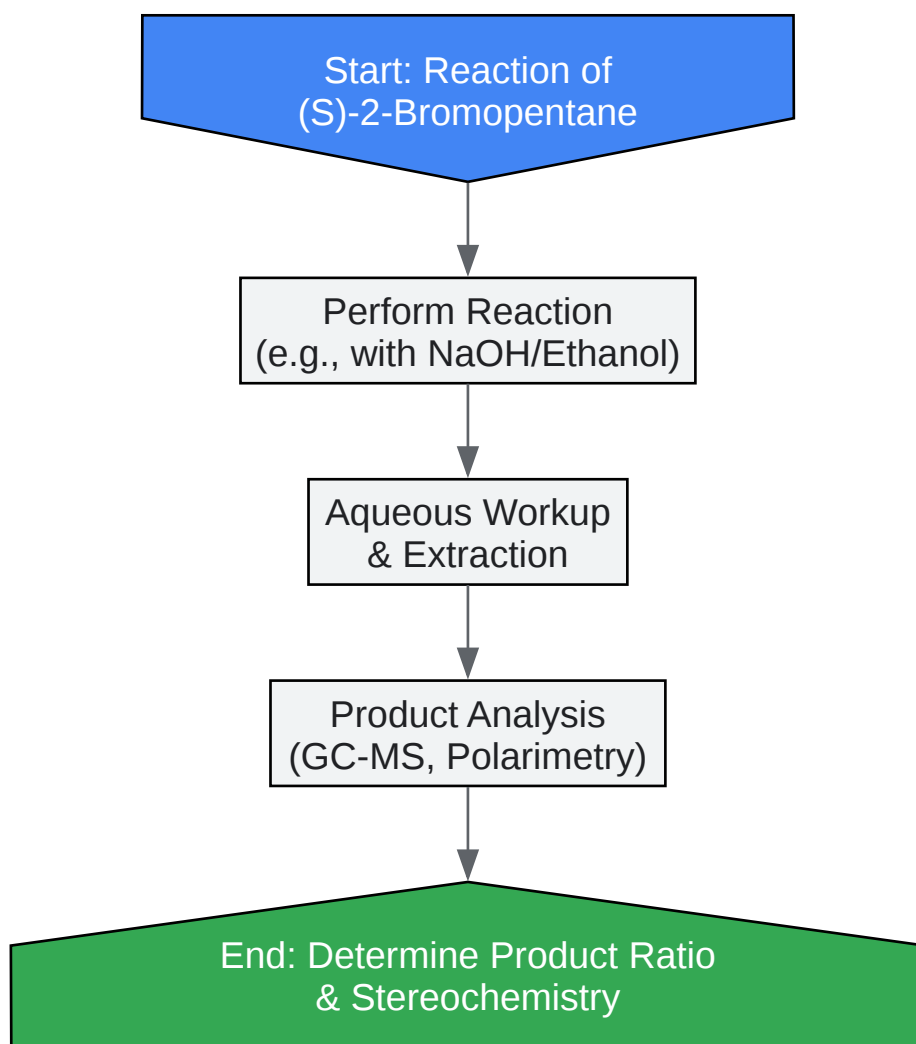 Start: Reaction of
(S)-2-Bromopentane
Perform Reaction
(e.g., with NaOH/Ethanol)
Aqueous Workup
& Extraction
Product Analysis
(GC-MS, Polarimetry)
End: Determine Product Ratio
& Stereochemistry